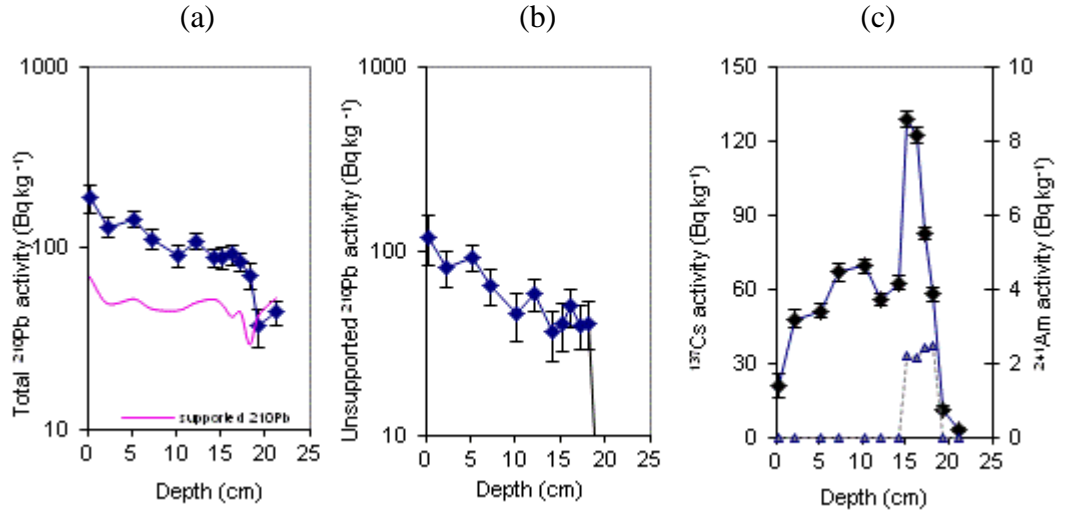 (a)
(b)
(c)
Total ²¹⁰Pb activity (Bq kg⁻¹)
1000
100
10
0 5 10 15 20 25
Depth (cm)
supported 210Pb
Unsupported ²¹⁰Pb activity (Bq kg⁻¹)
1000
100
10
0 5 10 15 20 25
Depth (cm)
¹³⁷Cs activity (Bq kg⁻¹)
150
120
90
60
30
0
0 5 10 15 20 25
Depth (cm)
10
8
6
4
2
0
²⁴¹Am activity (Bq kg⁻¹)